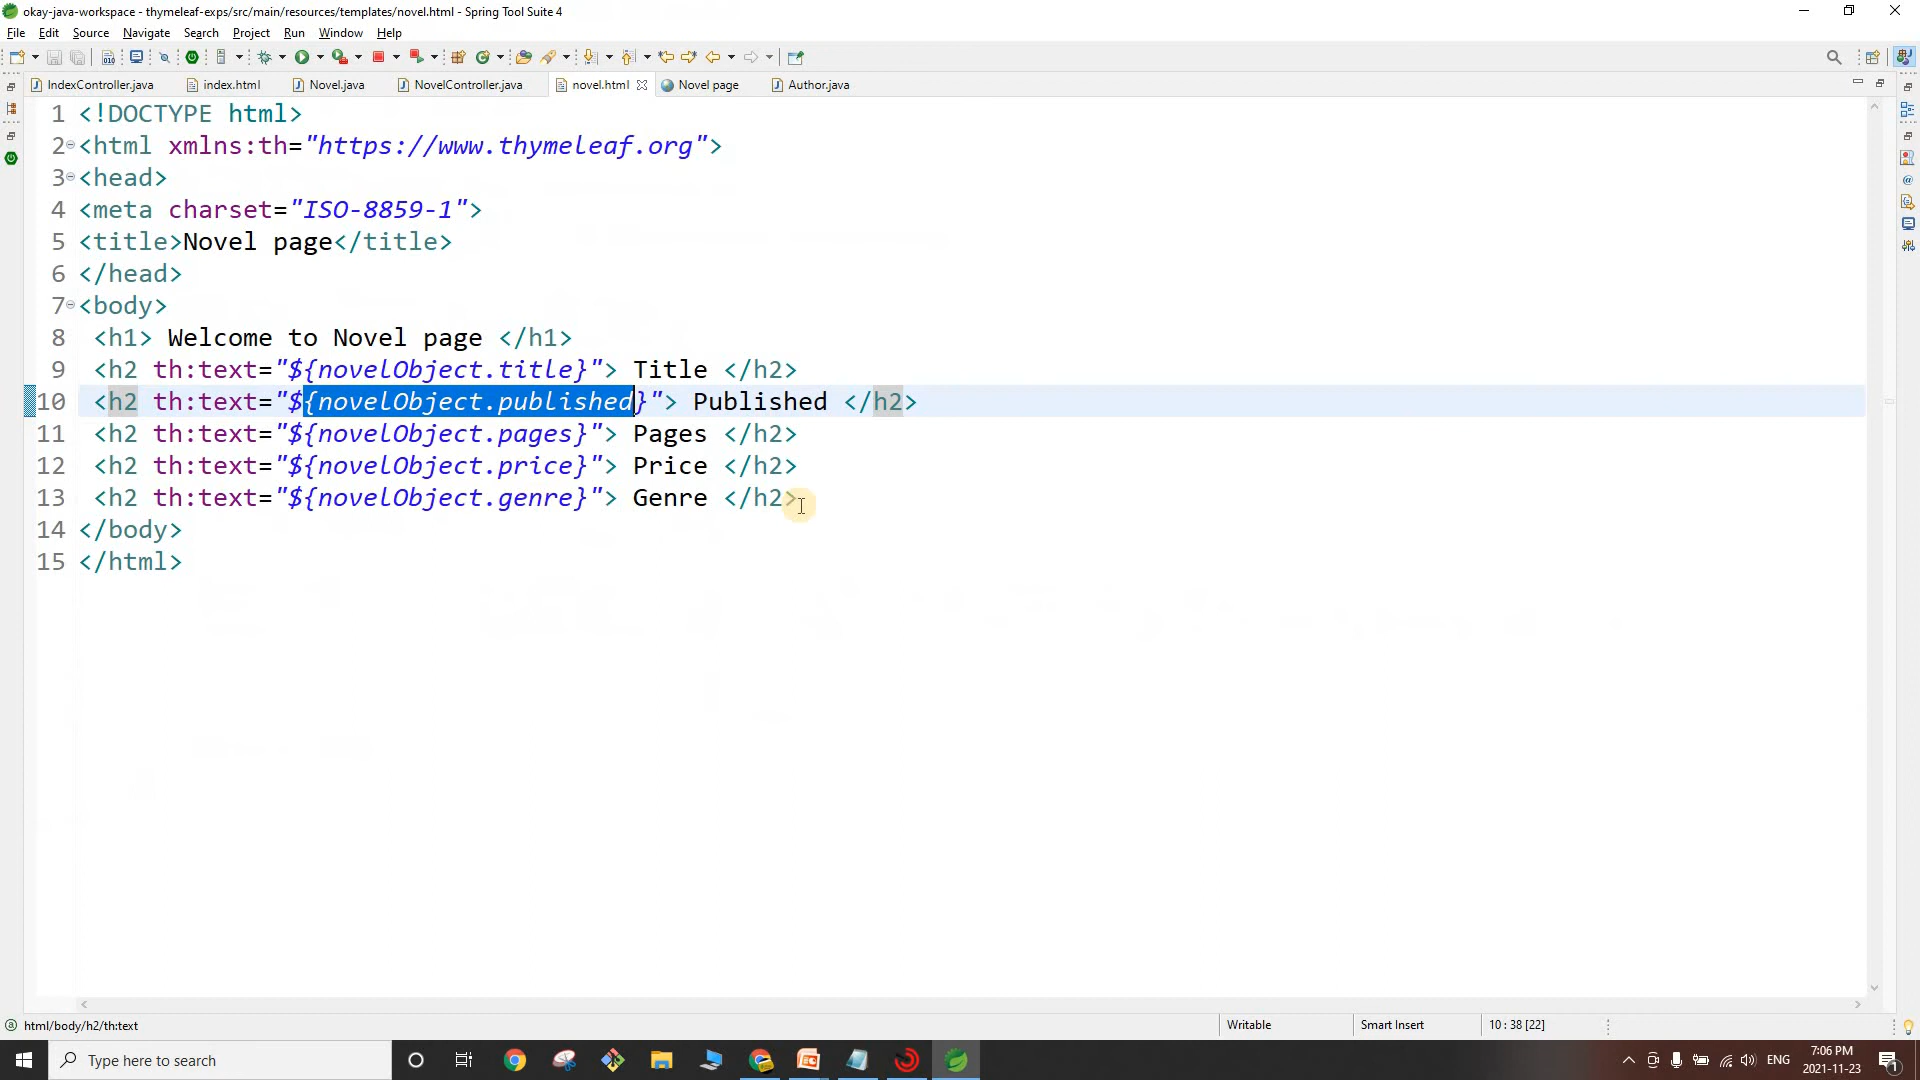 okay-java-workspace - thymeleaf-exps/src/main/resources/templates/novel.html - Spring Tool Suite 4
File Edit Source Navigate Search Project Run Window Help
IndexController.java index.html Novel.java NovelController.java novel.html Novel page Author.java
1 <!DOCTYPE html>
2 <html xmlns:th="https://www.thymeleaf.org">
3 <head>
4 <meta charset="ISO-8859-1">
5 <title>Novel page</title>
6 </head>
7 <body>
8 <h1> Welcome to Novel page </h1>
9 <h2 th:text="${novelObject.title}"> Title </h2>
10 <h2 th:text="${novelObject.published}"> Published </h2>
11 <h2 th:text="${novelObject.pages}"> Pages </h2>
12 <h2 th:text="${novelObject.price}"> Price </h2>
13 <h2 th:text="${novelObject.genre}"> Genre </h2>
14 </body>
15 </html>
html/body/h2/th:text Writable Smart Insert 10 : 38 [22]
Type here to search ENG 7:06 PM
2021-11-23 1